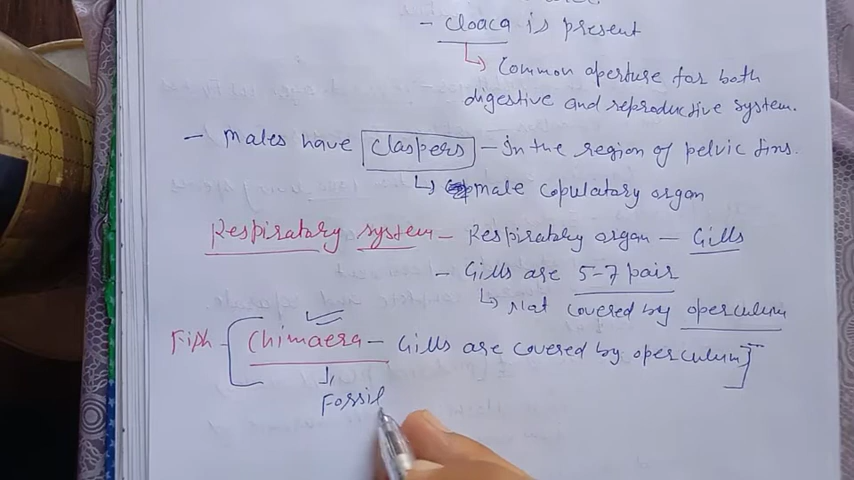 - Cloaca is present
↳ Common aperture for both
digestive and reproductive system.
- Males have Claspers - in the region of pelvic fins.
↳ male copulatory organ
Respiratory system - Respiratory organ - Gills
- Gills are 5-7 pair
↳ Not covered by operculum
Fish - [Chimaera - Gills are covered by operculum]
Fossil